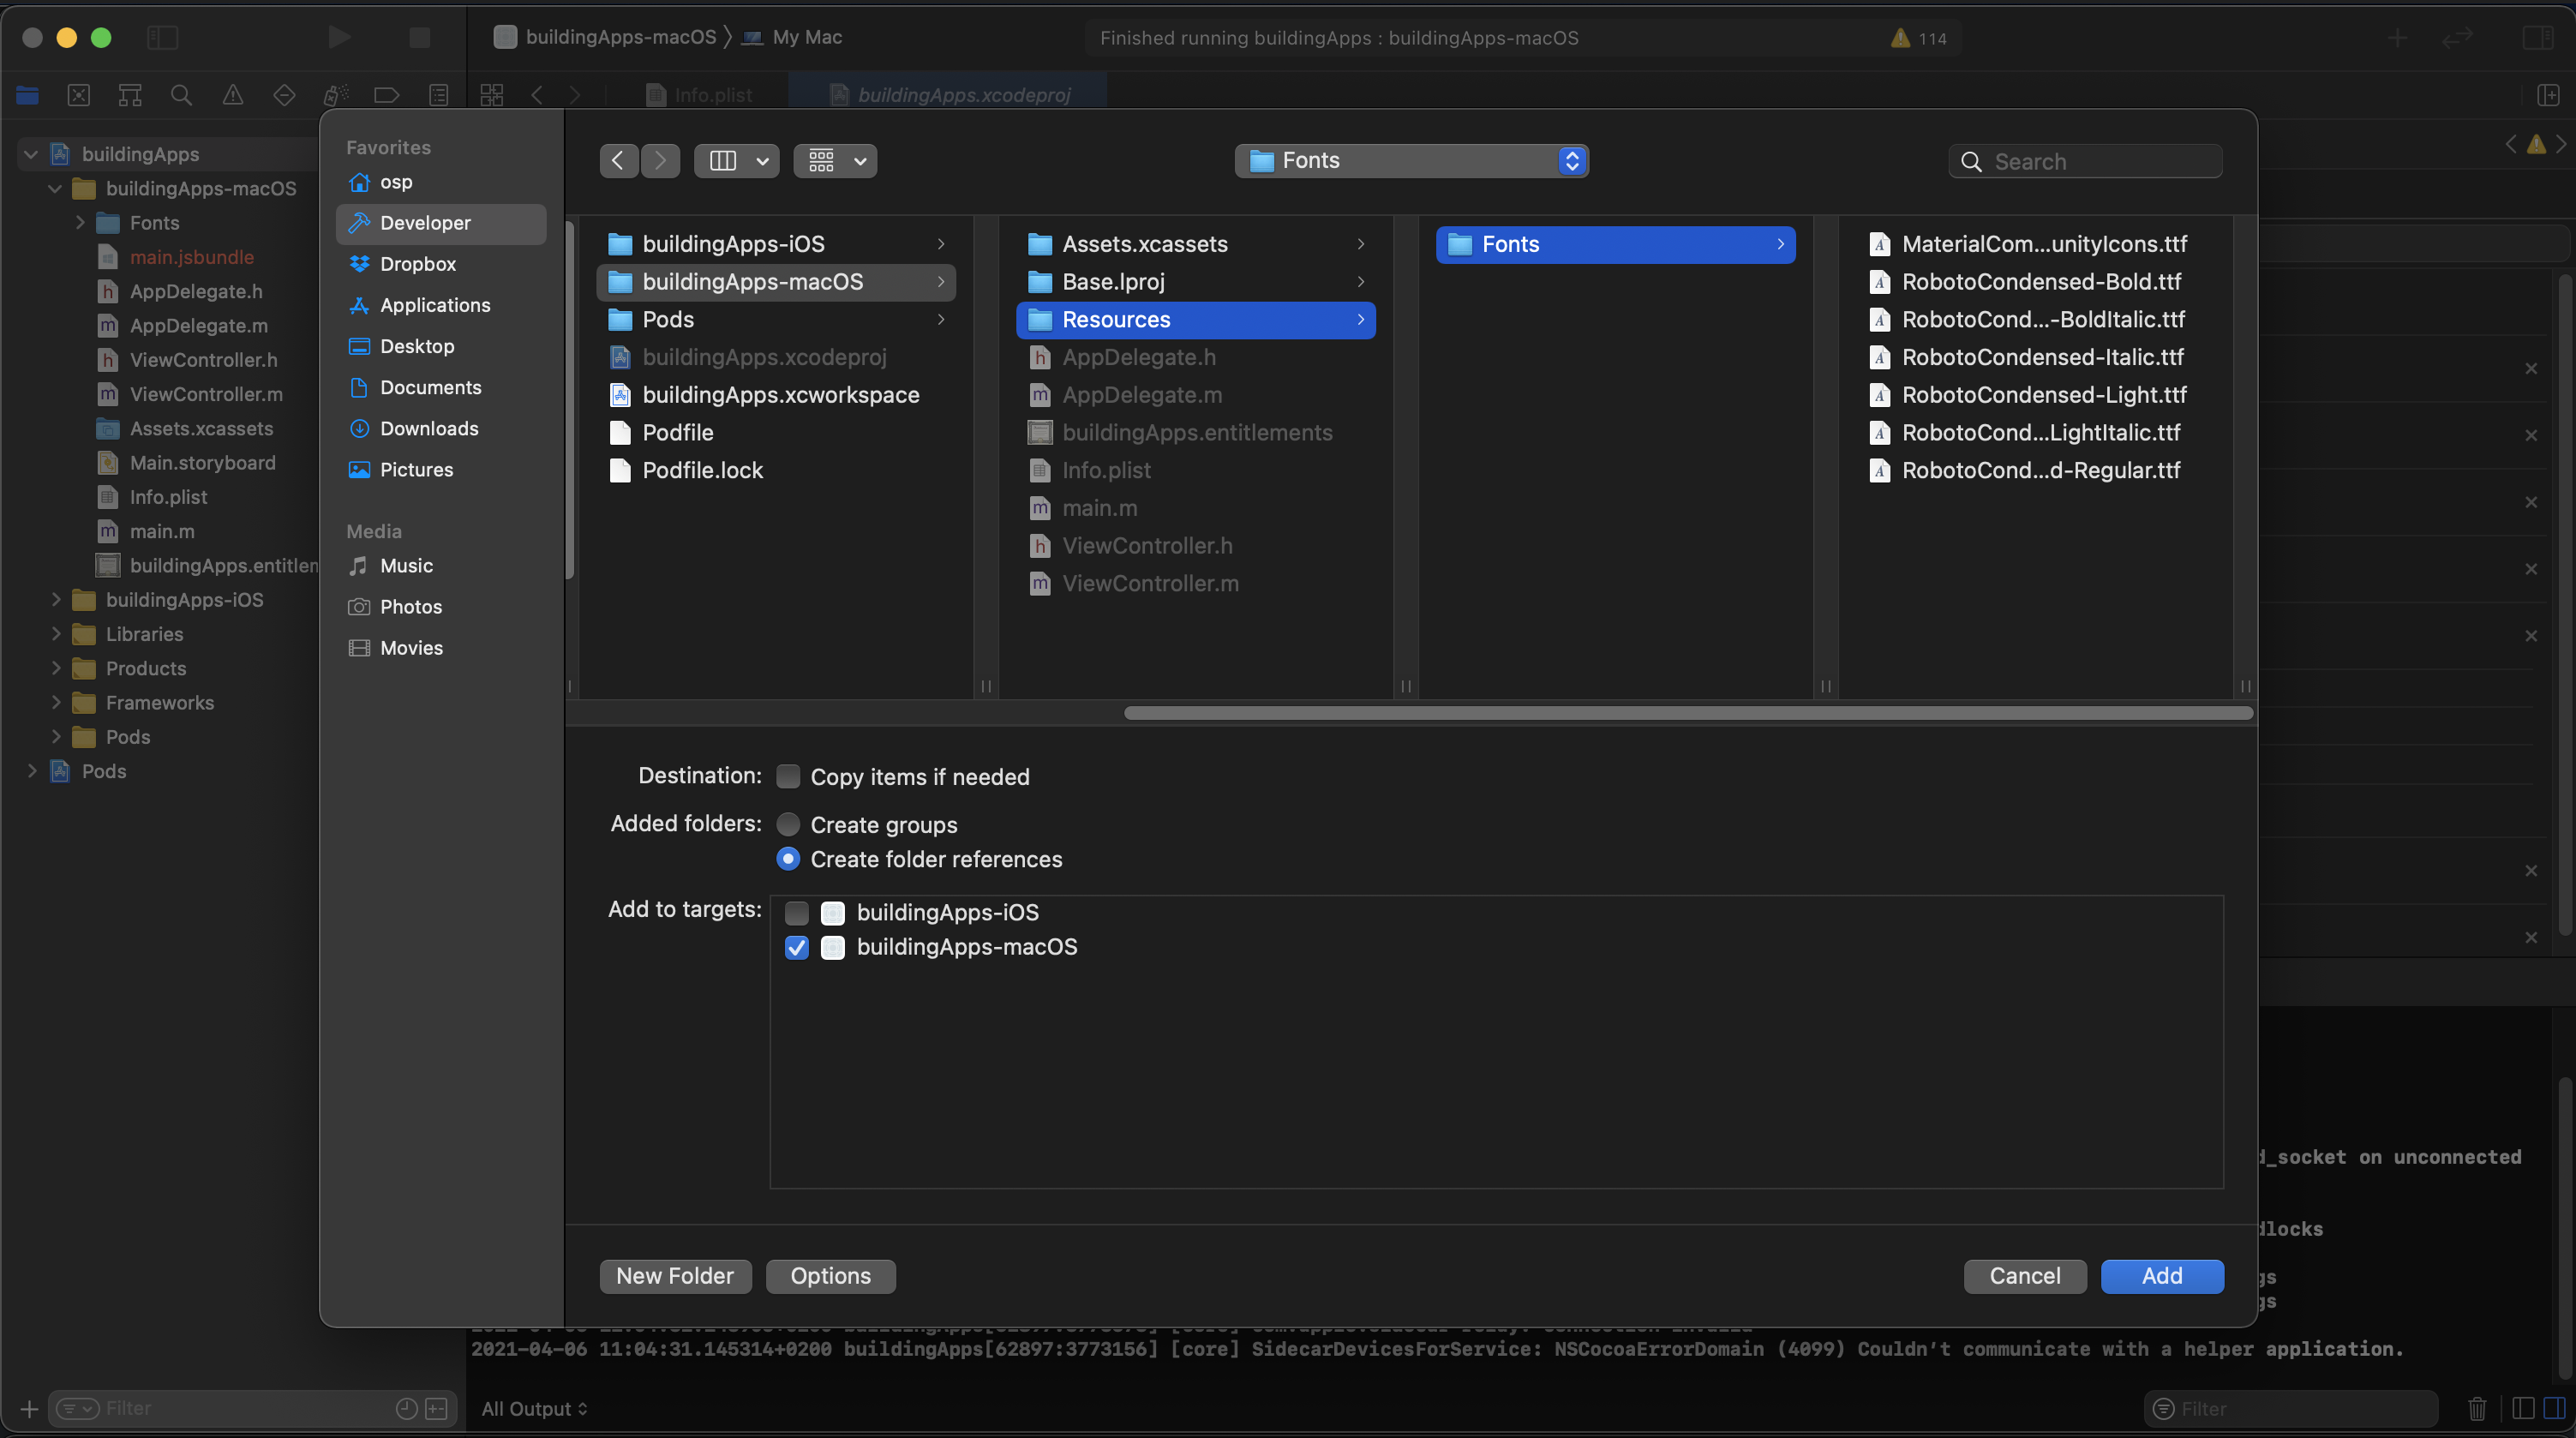 buildingApps-macOS 〉 My Mac
Finished running buildingApps : buildingApps-macOS
114
Info.plist
buildingApps.xcodeproj
buildingApps
buildingApps-macOS
Fonts
main.jsbundle
AppDelegate.h
AppDelegate.m
ViewController.h
ViewController.m
Assets.xcassets
Main.storyboard
Info.plist
main.m
buildingApps.entitlem
buildingApps-iOS
Libraries
Products
Frameworks
Pods
Pods
Favorites
osp
Developer
Dropbox
Applications
Desktop
Documents
Downloads
Pictures
Media
Music
Photos
Movies
Fonts
Search
buildingApps-iOS
buildingApps-macOS
Pods
buildingApps.xcodeproj
buildingApps.xcworkspace
Podfile
Podfile.lock
Assets.xcassets
Base.lproj
Resources
AppDelegate.h
AppDelegate.m
buildingApps.entitlements
Info.plist
main.m
ViewController.h
ViewController.m
Fonts
MaterialCom...unityIcons.ttf
RobotoCondensed-Bold.ttf
RobotoCond...-BoldItalic.ttf
RobotoCondensed-Italic.ttf
RobotoCondensed-Light.ttf
RobotoCond...LightItalic.ttf
RobotoCond...d-Regular.ttf
Destination: Copy items if needed
Added folders: Create groups
Create folder references
Add to targets: buildingApps-iOS
buildingApps-macOS
New Folder
Options
Cancel
Add
d_socket on unconnected
dlocks
gs
gs
2021-04-06 11:04:31.145314+0200 buildingApps[62897:3773156] [core] SidecarDevicesForService: NSCocoaErrorDomain (4099) Couldn't communicate with a helper application.
Filter
All Output
Filter